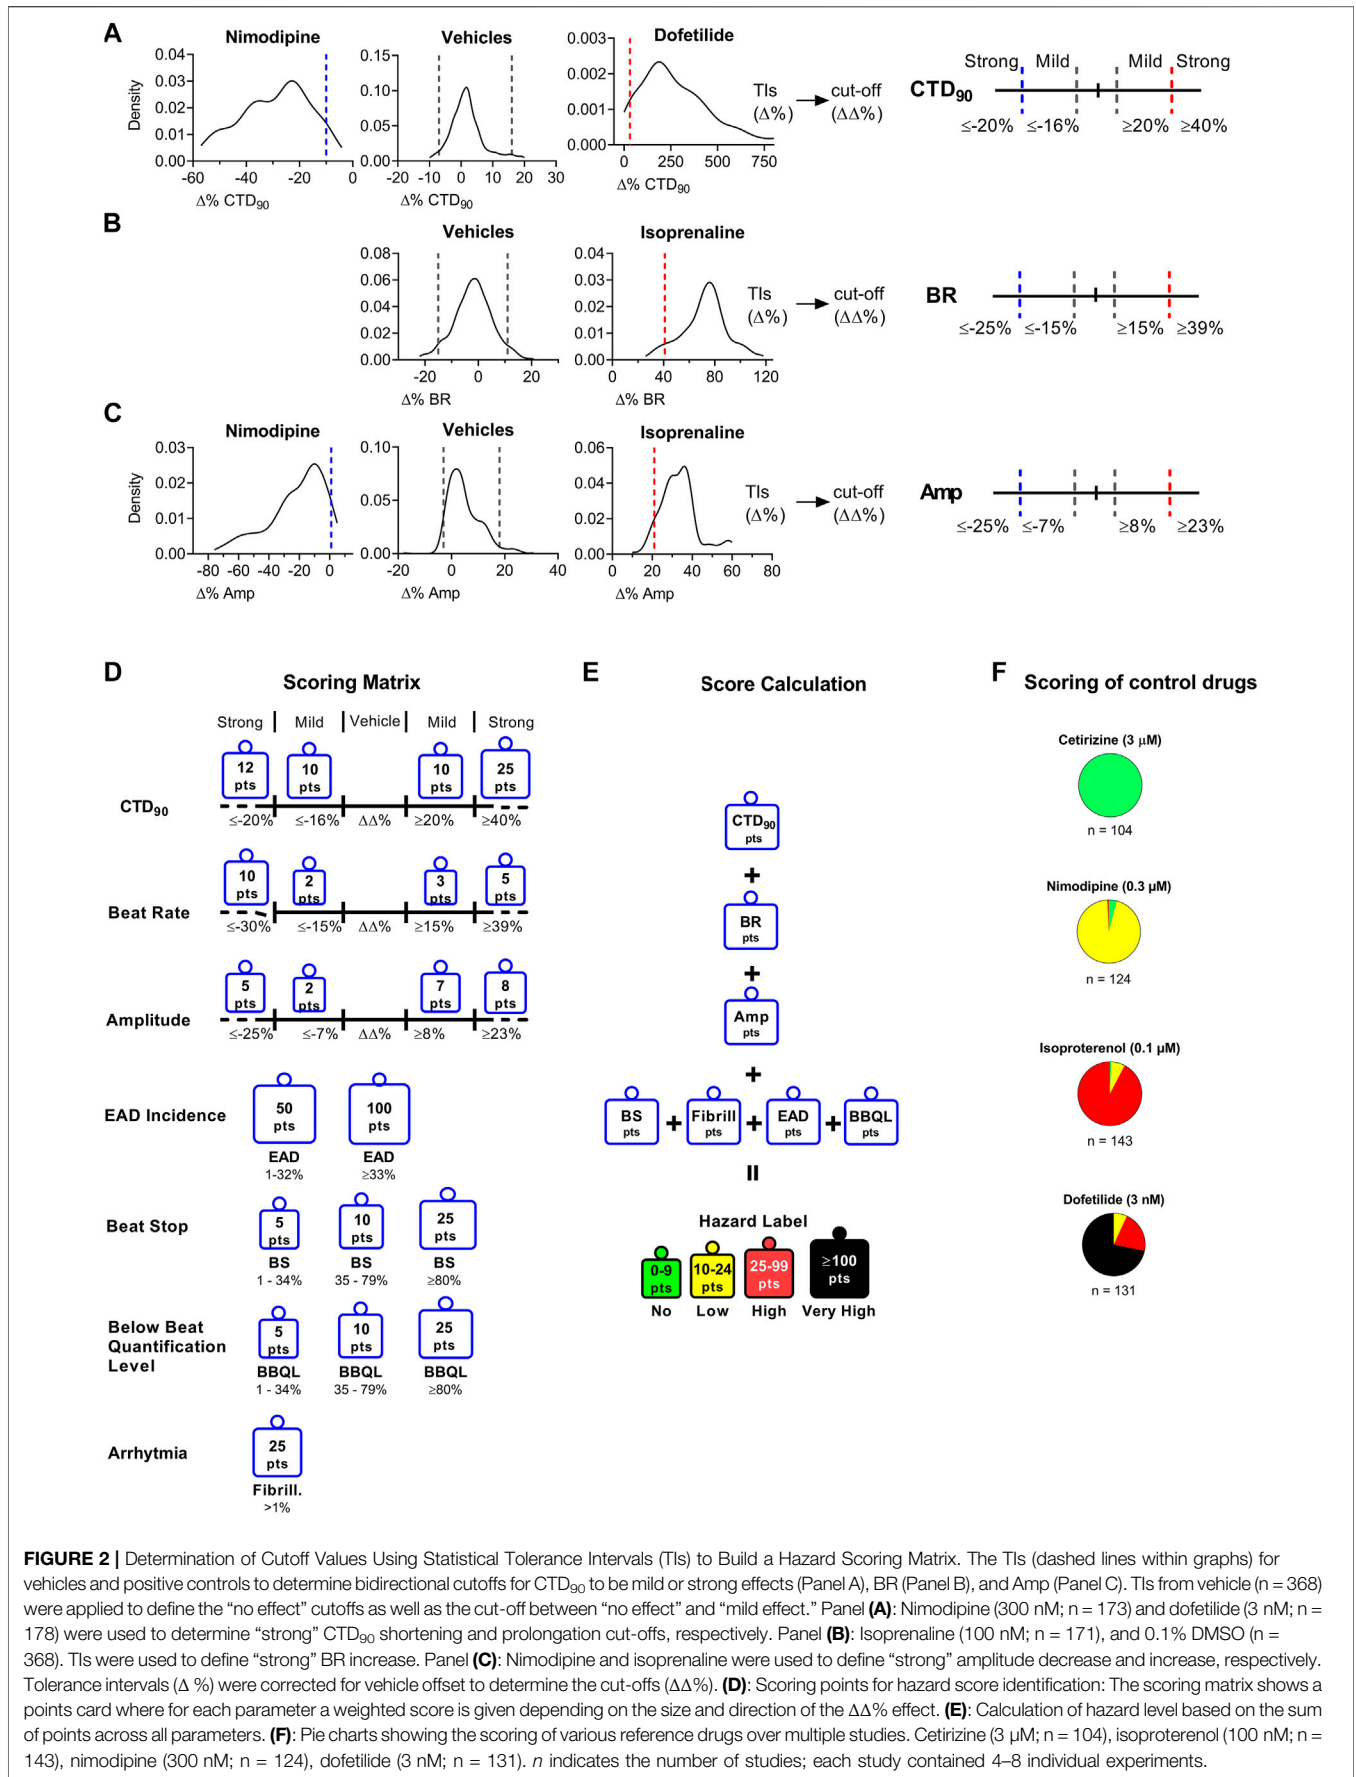 A
Nimodipine
Vehicles
Dofetilide
Density
0.04
0.03
0.02
0.01
0.00
-60 -40 -20 0
Δ% CTD90
0.15
0.10
0.05
0.00
-20 -10 0 10 20 30
Δ% CTD90
0.003
0.002
0.001
0.000
0 250 500 750
Δ% CTD90
TIs
(Δ%)
cut-off
(ΔΔ%)
CTD90
Strong Mild Mild Strong
≤-20% ≤-16% ≥20% ≥40%
B
Vehicles
Isoprenaline
0.08
0.06
0.04
0.02
0.00
-20 0 20
Δ% BR
0.04
0.03
0.02
0.01
0.00
0 40 80 120
Δ% BR
TIs
(Δ%)
cut-off
(ΔΔ%)
BR
≤-25% ≤-15% ≥15% ≥39%
C
Nimodipine
Vehicles
Isoprenaline
Density
0.03
0.02
0.01
0.00
-80 -60 -40 -20 0
Δ% Amp
0.10
0.05
0.00
-20 0 20 40
Δ% Amp
0.06
0.04
0.02
0.00
0 20 40 60 80
Δ% Amp
TIs
(Δ%)
cut-off
(ΔΔ%)
Amp
≤-25% ≤-7% ≥8% ≥23%
D
Scoring Matrix
Strong Mild Vehicle Mild Strong
12 pts
10 pts
10 pts
25 pts
CTD90
≤-20% ≤-16% ΔΔ% ≥20% ≥40%
10 pts
2 pts
3 pts
5 pts
Beat Rate
≤-30% ≤-15% ΔΔ% ≥15% ≥39%
5 pts
2 pts
7 pts
8 pts
Amplitude
≤-25% ≤-7% ΔΔ% ≥8% ≥23%
EAD Incidence
50 pts
100 pts
EAD EAD
1-32% ≥33%
Beat Stop
5 pts
10 pts
25 pts
BS BS BS
1 - 34% 35 - 79% ≥80%
Below Beat
Quantification
Level
5 pts
10 pts
25 pts
BBQL BBQL BBQL
1 - 34% 35 - 79% ≥80%
Arrhytmia
25 pts
Fibrill.
>1%
E
Score Calculation
CTD90
pts
+
BR
pts
+
Amp
pts
+
BS pts + Fibrill pts + EAD pts + BBQL pts
=
Hazard Label
0-9 pts
10-24 pts
25-99 pts
≥100 pts
No Low High Very High
F
Scoring of control drugs
Cetirizine (3 μM)
n = 104
Nimodipine (0.3 μM)
n = 124
Isoproterenol (0.1 μM)
n = 143
Dofetilide (3 nM)
n = 131
FIGURE 2 | Determination of Cutoff Values Using Statistical Tolerance Intervals (TIs) to Build a Hazard Scoring Matrix. The TIs (dashed lines within graphs) for
vehicles and positive controls to determine bidirectional cutoffs for CTD90 to be mild or strong effects (Panel A), BR (Panel B), and Amp (Panel C). TIs from vehicle (n = 368)
were applied to define the “no effect” cutoffs as well as the cut-off between “no effect” and “mild effect.” Panel (A): Nimodipine (300 nM; n = 173) and dofetilide (3 nM; n =
178) were used to determine “strong” CTD90 shortening and prolongation cut-offs, respectively. Panel (B): Isoprenaline (100 nM; n = 171), and 0.1% DMSO (n =
368). TIs were used to define “strong” BR increase. Panel (C): Nimodipine and isoprenaline were used to define “strong” amplitude decrease and increase, respectively.
Tolerance intervals (Δ %) were corrected for vehicle offset to determine the cut-offs (ΔΔ%). (D): Scoring points for hazard score identification: The scoring matrix shows a
points card where for each parameter a weighted score is given depending on the size and direction of the ΔΔ% effect. (E): Calculation of hazard level based on the sum
of points across all parameters. (F): Pie charts showing the scoring of various reference drugs over multiple studies. Cetirizine (3 μM; n = 104), isoproterenol (100 nM; n =
143), nimodipine (300 nM; n = 124), dofetilide (3 nM; n = 131). n indicates the number of studies; each study contained 4–8 individual experiments.